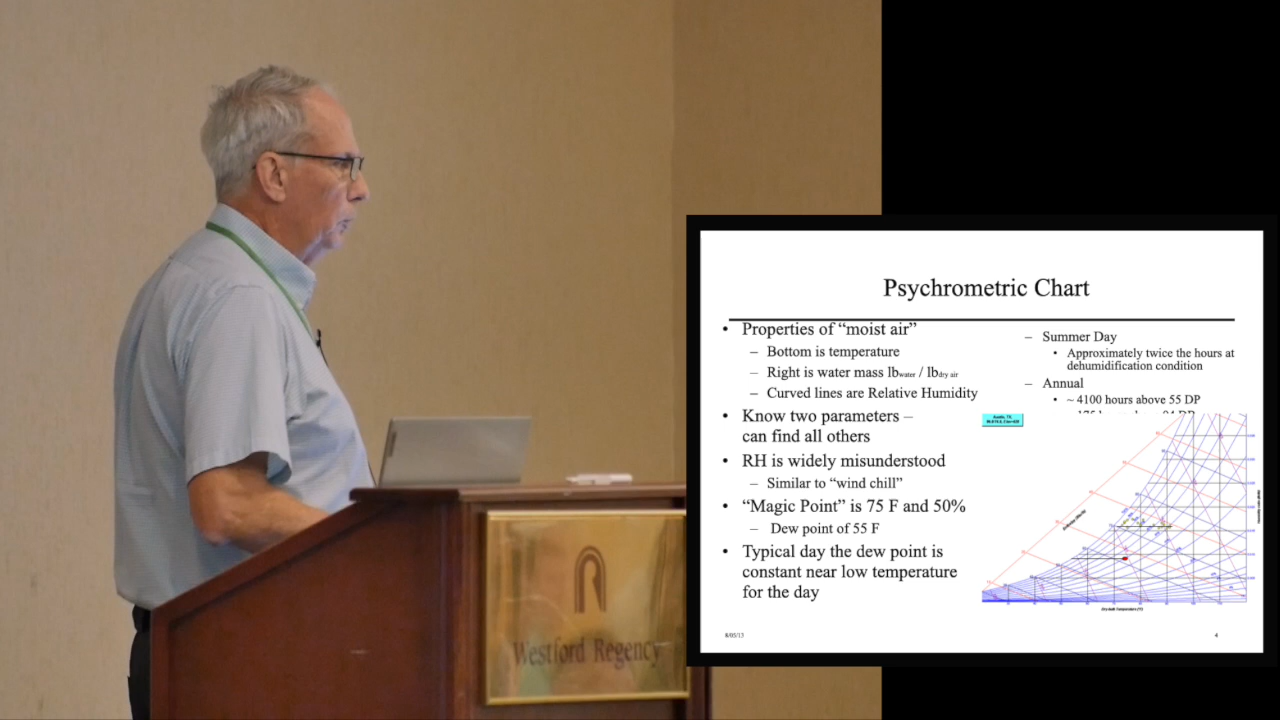 Psychrometric Chart
• Properties of “moist air”
– Bottom is temperature
– Right is water mass lbwater / lbdry air
– Curved lines are Relative Humidity
• Know two parameters –
can find all others
• RH is widely misunderstood
– Similar to “wind chill”
• “Magic Point” is 75 F and 50%
– Dew point of 55 F
• Typical day the dew point is
constant near low temperature
for the day
– Summer Day
• Approximately twice the hours at
dehumidification condition
– Annual
• ~ 4100 hours above 55 DP
Dry Bulb Temperature (°F)
8/05/13
4
Westford Regency